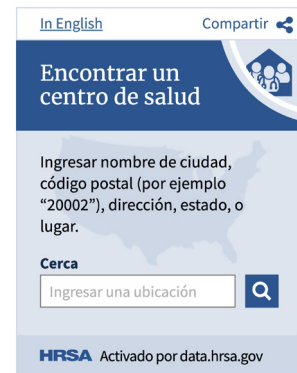 In English
Compartir
Encontrar un
centro de salud
Ingresar nombre de ciudad,
código postal (por ejemplo
“20002”), dirección, estado, o
lugar.
Cerca
Ingresar una ubicación
HRSA Activado por data.hrsa.gov